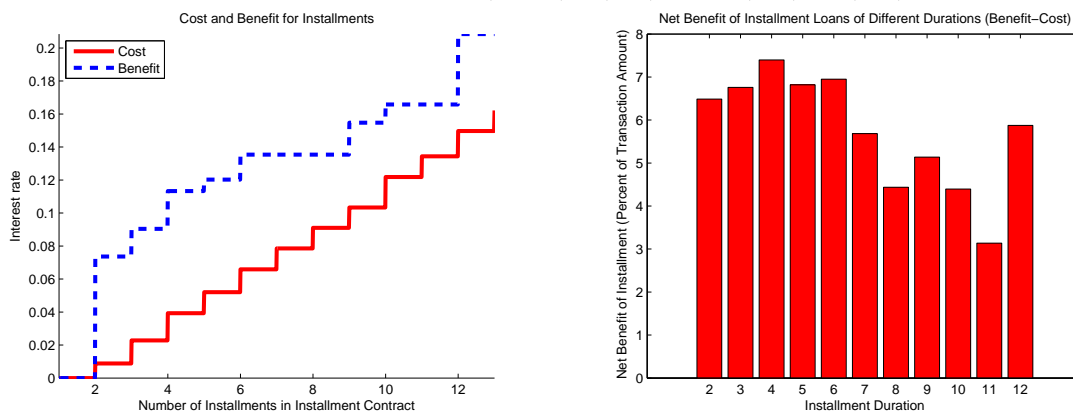 Cost and Benefit for Installments
Cost
Benefit
Interest rate
0.2
0.18
0.16
0.14
0.12
0.1
0.08
0.06
0.04
0.02
0
2 4 6 8 10 12
Number of Installments in Installment Contract
Net Benefit of Installment Loans of Different Durations (Benefit−Cost)
Net Benefit of Installment (Percent of Transaction Amount)
8
7
6
5
4
3
2
1
0
2 3 4 5 6 7 8 9 10 11 12
Installment Duration